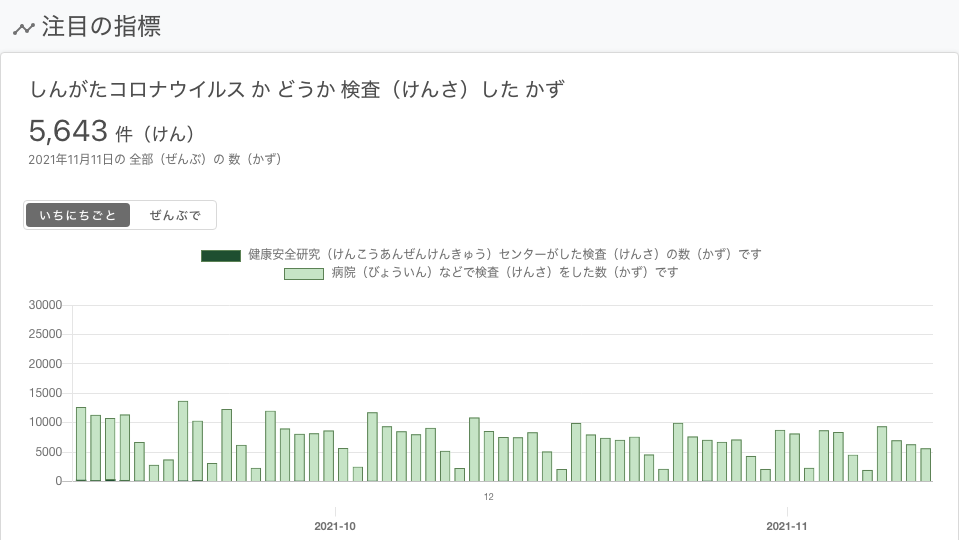 注目の指標
しんがたコロナウイルス か どうか 検査（けんさ）した かず
5,643 件（けん）
2021年11月11日の 全部（ぜんぶ）の 数（かず）
いちにちごと ぜんぶで
健康安全研究（けんこうあんぜんけんきゅう）センターがした検査（けんさ）の数（かず）です
病院（びょういん）などで検査（けんさ）をした数（かず）です
30000
25000
20000
15000
10000
5000
0
12
2021-10 2021-11